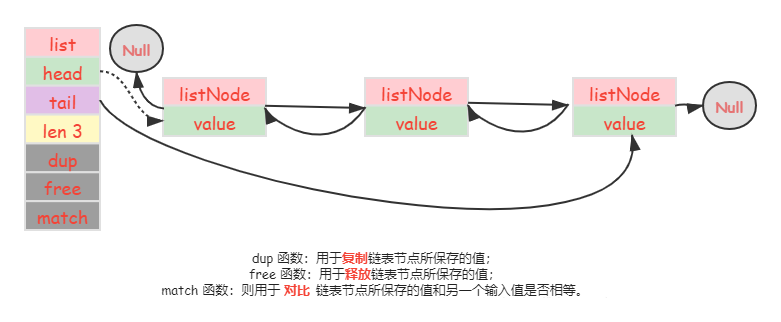 list
head
tail
len 3
dup
free
match
Null
listNode
value
listNode
value
listNode
value
Null
dup 函数：用于复制链表节点所保存的值；
free 函数：用于释放链表节点所保存的值；
match 函数：则用于 对比 链表节点所保存的值和另一个输入值是否相等。